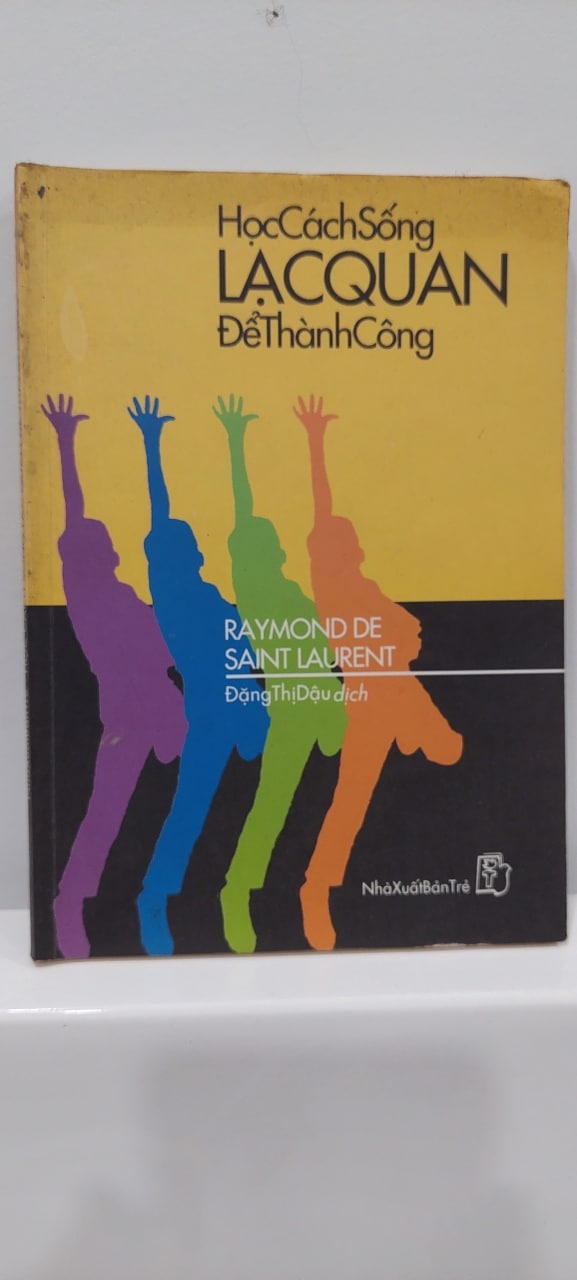 HọcCáchSống
LẠCQUAN
ĐểThànhCông
RAYMOND DE
SAINT LAURENT
ĐặngThịDậu dịch
NhàXuấtBảnTrẻ